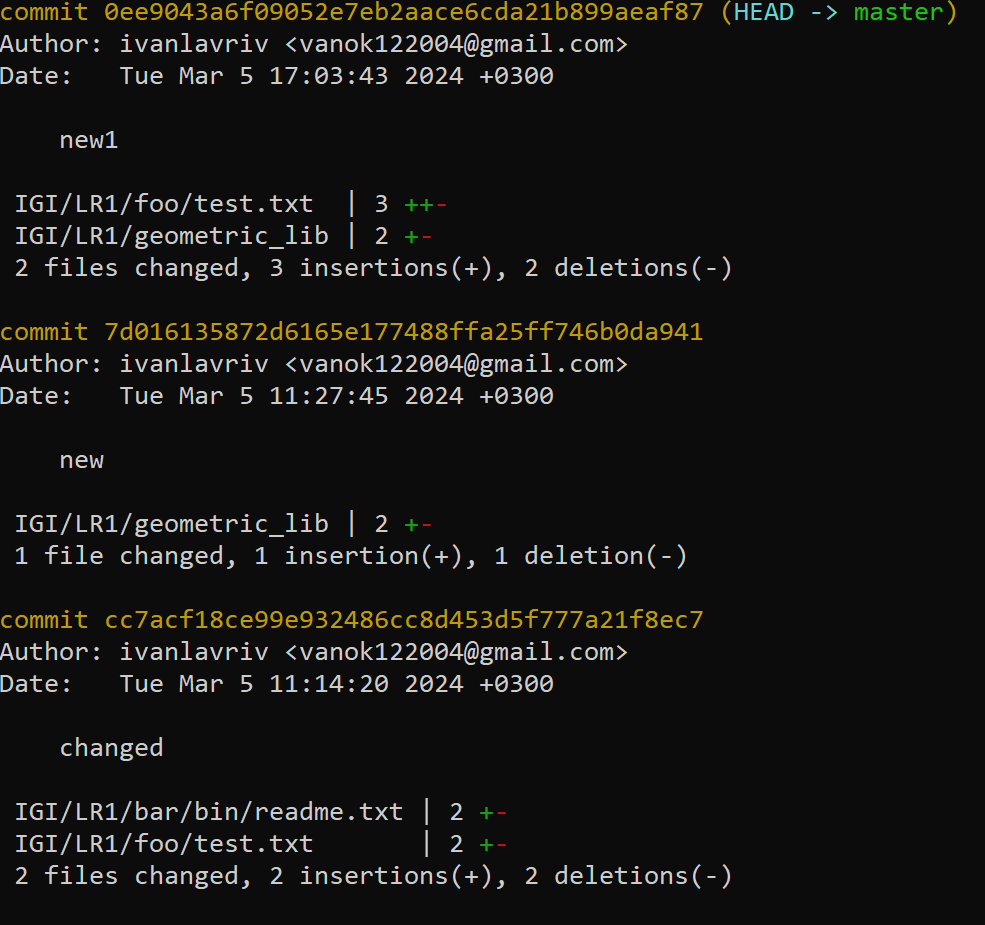 commit 0ee9043a6f09052e7eb2aace6cda21b899aeaf87 (HEAD -> master)
Author: ivanlavriv <vanok122004@gmail.com>
Date:   Tue Mar 5 17:03:43 2024 +0300
new1
IGI/LR1/foo/test.txt  | 3 ++-
IGI/LR1/geometric_lib | 2 +-
2 files changed, 3 insertions(+), 2 deletions(-)
commit 7d016135872d6165e177488ffa25ff746b0da941
Author: ivanlavriv <vanok122004@gmail.com>
Date:   Tue Mar 5 11:27:45 2024 +0300
new
IGI/LR1/geometric_lib | 2 +-
1 file changed, 1 insertion(+), 1 deletion(-)
commit cc7acf18ce99e932486cc8d453d5f777a21f8ec7
Author: ivanlavriv <vanok122004@gmail.com>
Date:   Tue Mar 5 11:14:20 2024 +0300
changed
IGI/LR1/bar/bin/readme.txt | 2 +-
IGI/LR1/foo/test.txt       | 2 +-
2 files changed, 2 insertions(+), 2 deletions(-)